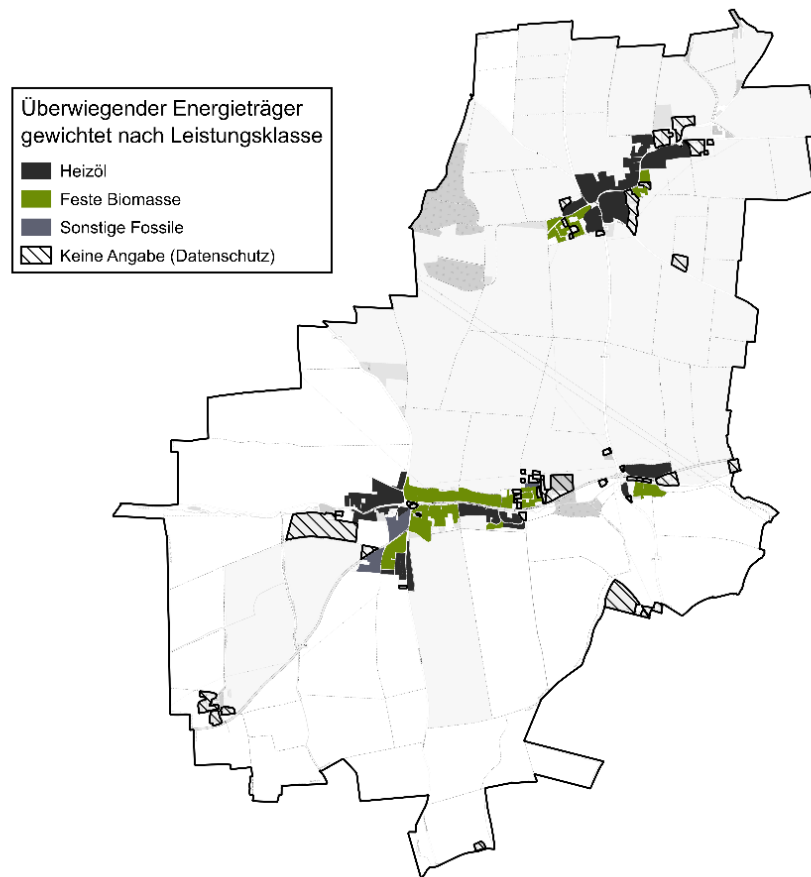 Überwiegender Energieträger
gewichtet nach Leistungsklasse
Heizöl
Feste Biomasse
Sonstige Fossile
Keine Angabe (Datenschutz)